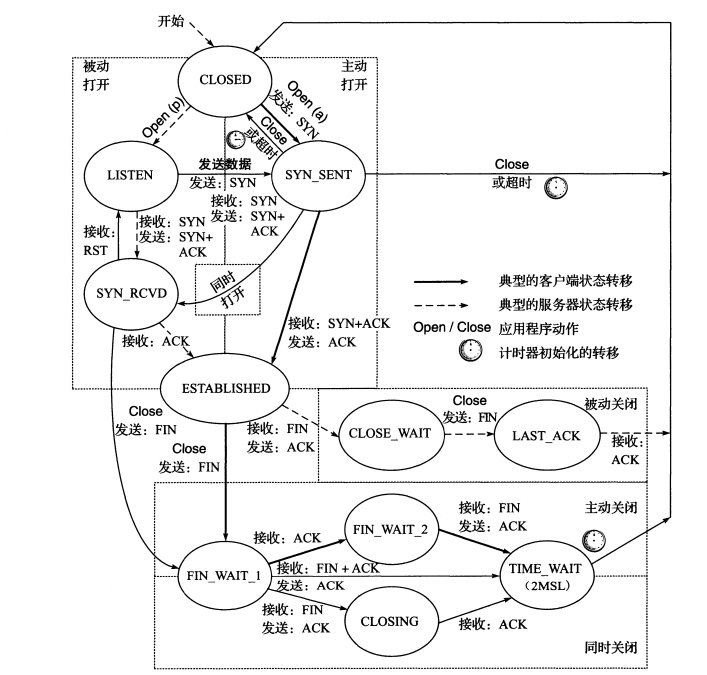 开始
被动
打开
主动
打开
CLOSED
Open (p)
Open (a)
发送：SYN
Close
或超时
LISTEN
发送数据
发送：SYN
SYN_SENT
Close
或超时
接收：SYN
发送：SYN+
ACK
接收：SYN
发送：SYN+
ACK
接收：
RST
SYN_RCVD
同时
打开
接收：ACK
接收：SYN+ACK
发送：ACK
典型的客户端状态转移
典型的服务器状态转移
Open / Close 应用程序动作
计时器初始化的转移
ESTABLISHED
Close
发送：FIN
Close
发送：FIN
接收：FIN
发送：ACK
被动关闭
CLOSE_WAIT
Close
发送：FIN
LAST_ACK
接收：
ACK
主动关闭
FIN_WAIT_1
接收：ACK
FIN_WAIT_2
接收：FIN
发送：ACK
接收：FIN + ACK
发送：ACK
TIME_WAIT
（2MSL）
接收：FIN
发送：ACK
CLOSING
接收：ACK
同时关闭